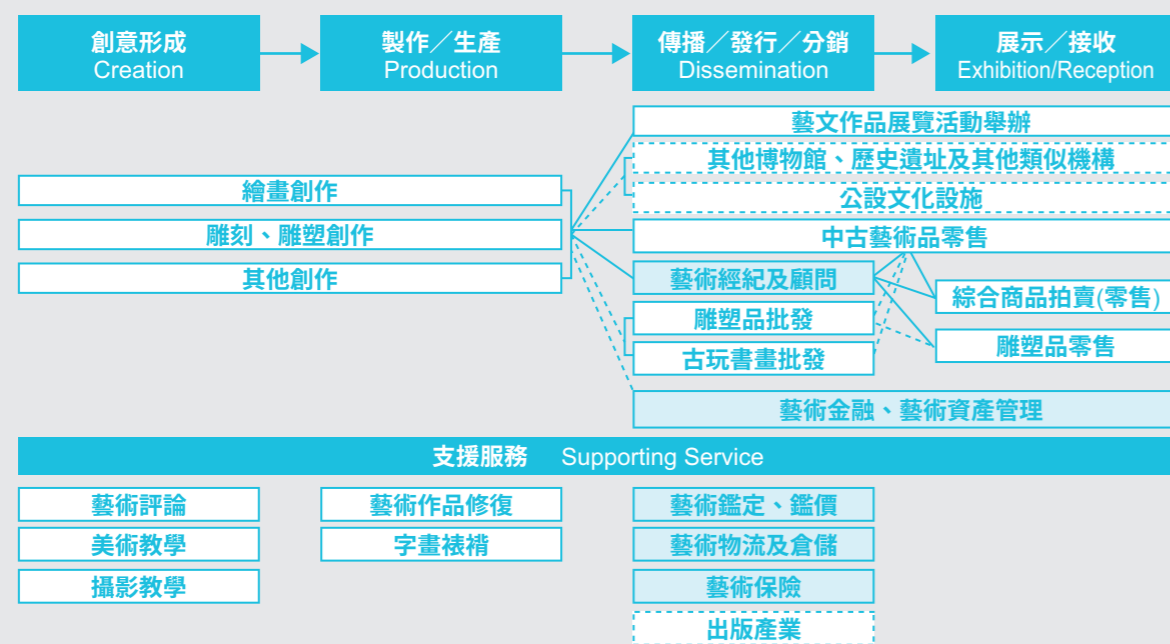 創意形成
Creation
製作／生產
Production
傳播／發行／分銷
Dissemination
展示／接收
Exhibition/Reception
藝文作品展覽活動舉辦
其他博物館、歷史遺址及其他類似機構
繪畫創作
公設文化設施
雕刻、雕塑創作
中古藝術品零售
其他創作
藝術經紀及顧問
綜合商品拍賣(零售)
雕塑品批發
雕塑品零售
古玩書畫批發
藝術金融、藝術資產管理
支援服務 Supporting Service
藝術評論
藝術作品修復
藝術鑑定、鑑價
美術教學
字畫裱褙
藝術物流及倉儲
攝影教學
藝術保險
出版產業